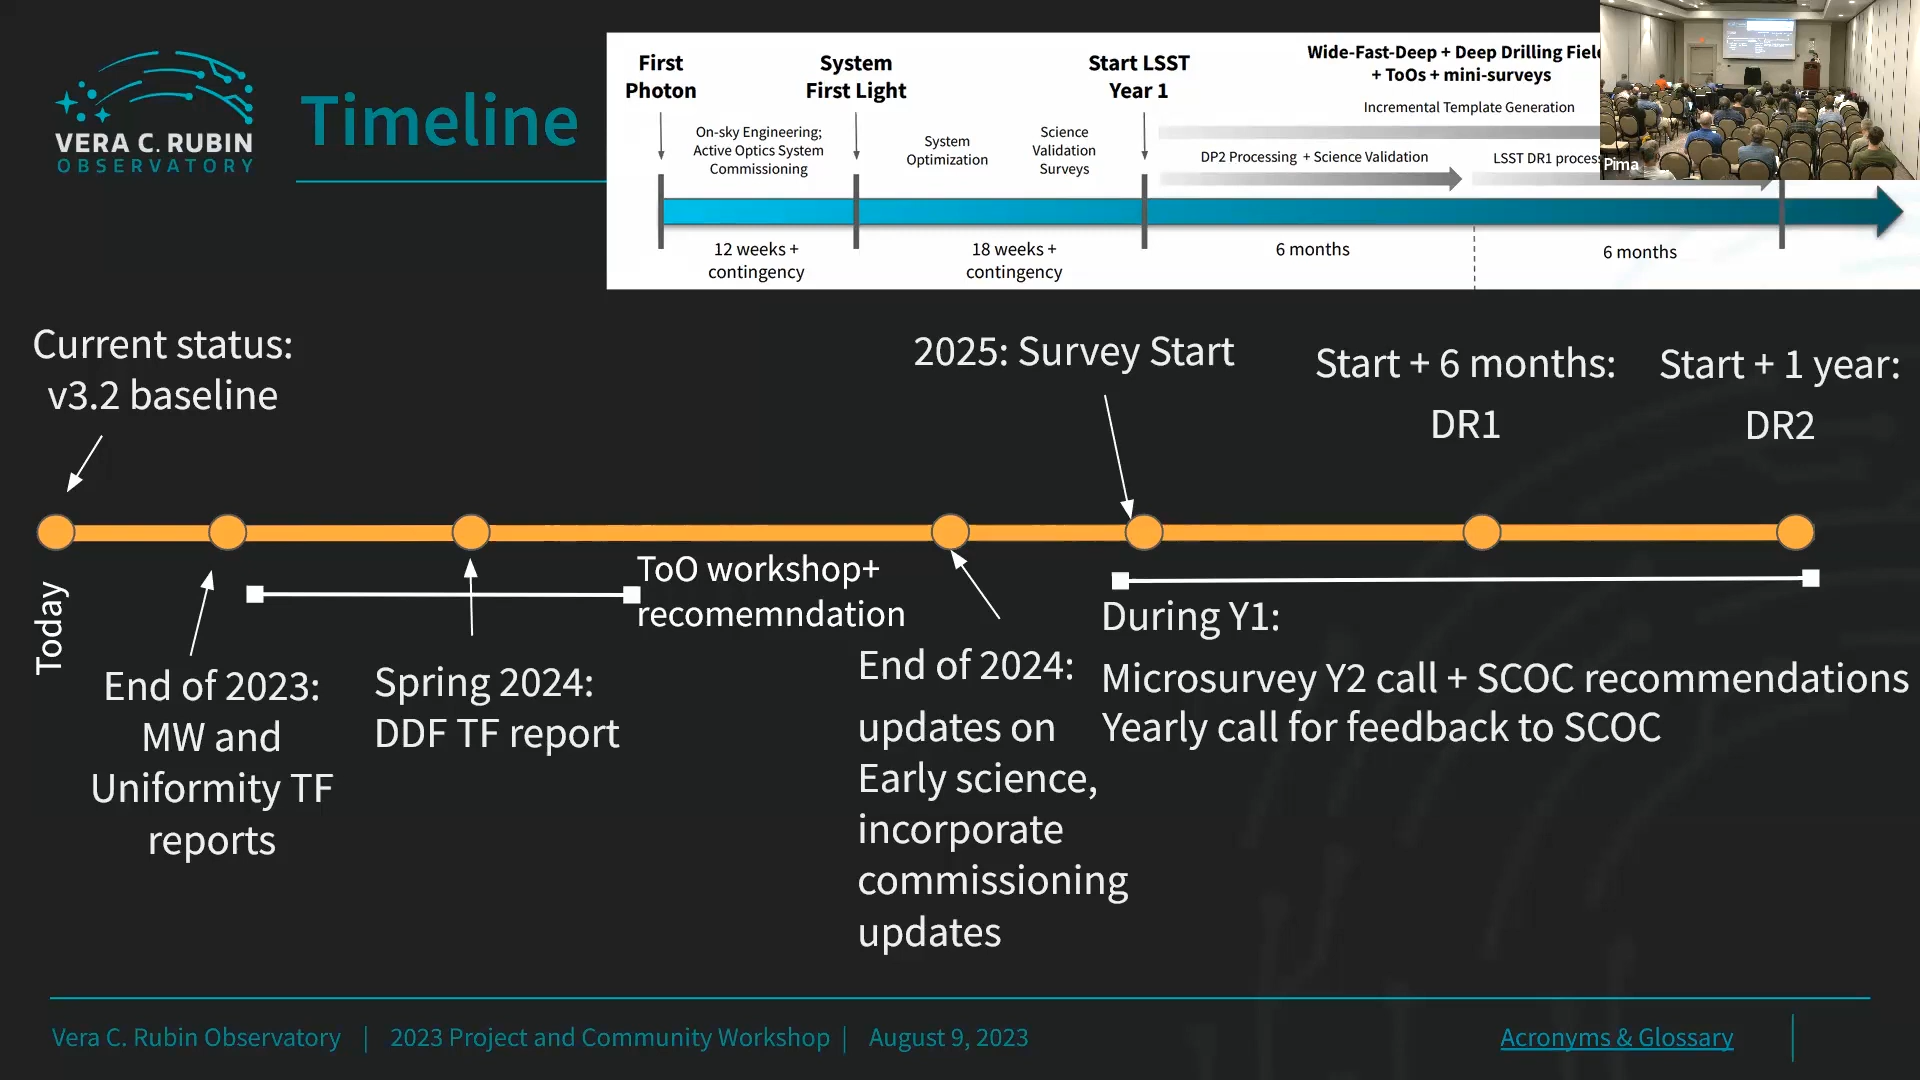 VERA C. RUBIN
OBSERVATORY
Timeline
First
Photon
System
First Light
Start LSST
Year 1
Wide-Fast-Deep + Deep Drilling
+ ToOs + mini-surveys
Incremental Template Generation
On-sky Engineering;
Active Optics System
Commissioning
System
Optimization
Science
Validation
Surveys
DP2 Processing + Science Validation
LSST DR1
Pima
12 weeks +
contingency
18 weeks +
contingency
6 months
6 months
Current status:
v3.2 baseline
2025: Survey Start
Start + 6 months:
DR1
Start + 1 year:
DR2
Today
ToO workshop+
recomemndation
End of 2023:
MW and
Uniformity TF
reports
Spring 2024:
DDF TF report
End of 2024:
updates on
Early science,
incorporate
commissioning
updates
During Y1:
Microsurvey Y2 call + SCOC recommendations
Yearly call for feedback to SCOC
Vera C. Rubin Observatory | 2023 Project and Community Workshop | August 9, 2023
Acronyms & Glossary